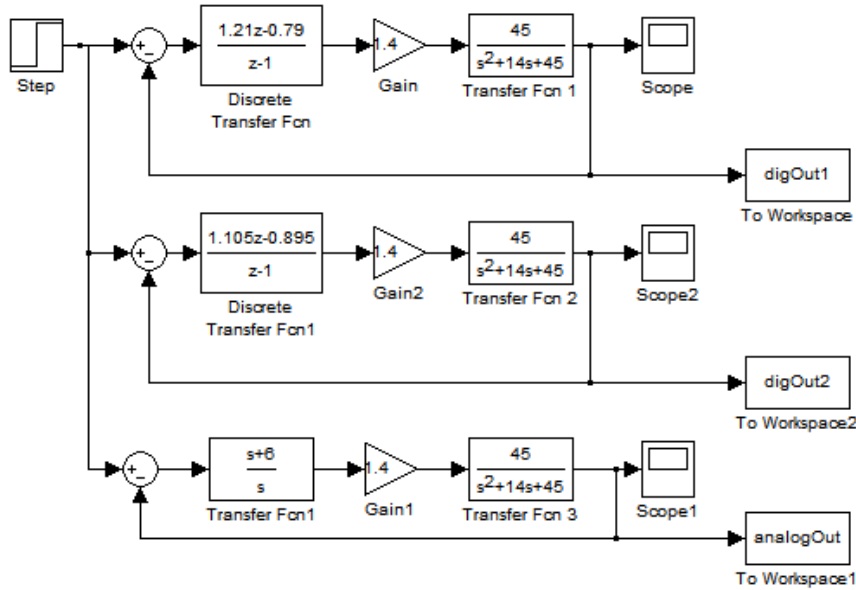 Step
+
-
1.21z-0.79
z-1
Discrete
Transfer Fcn
1.4
Gain
45
s2+14s+45
Transfer Fcn 1
Scope
digOut1
To Workspace
+
-
1.105z-0.895
z-1
Discrete
Transfer Fcn1
1.4
Gain2
45
s2+14s+45
Transfer Fcn 2
Scope2
digOut2
To Workspace2
+
-
s+6
s
Transfer Fcn1
1.4
Gain1
45
s2+14s+45
Transfer Fcn 3
Scope1
analogOut
To Workspace1